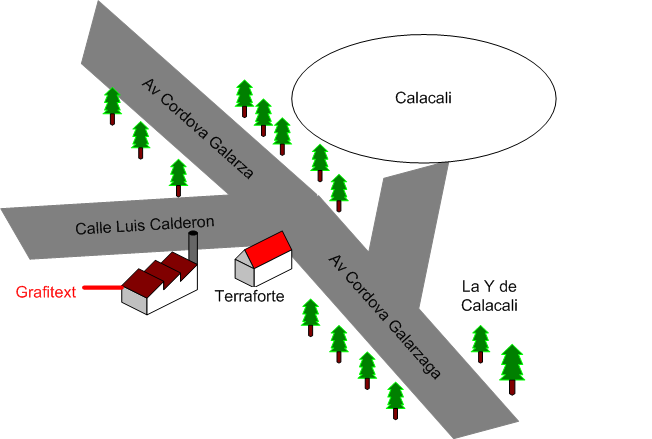 Av Cordova Galarza
Calacali
Calle Luis Calderon
Grafitext
Terraforte
Av Cordova Galarzaga
La Y de
Calacali